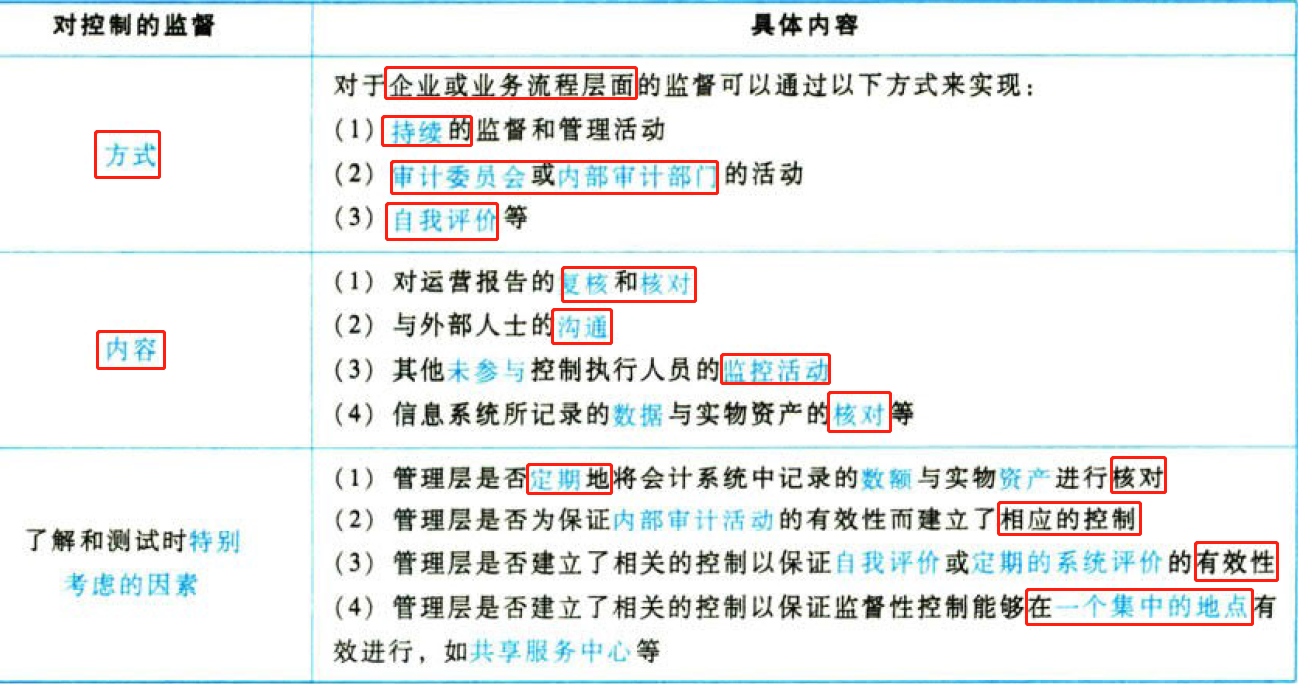 对控制的监督
具体内容
方式
对于企业或业务流程层面的监督可以通过以下方式来实现：
（1）持续的监督和管理活动
（2）审计委员会或内部审计部门的活动
（3）自我评价等
内容
（1）对运营报告的复核和核对
（2）与外部人士的沟通
（3）其他未参与控制执行人员的监控活动
（4）信息系统所记录的数据与实物资产的核对等
了解和测试时特别
考虑的因素
（1）管理层是否定期地将会计系统中记录的数额与实物资产进行核对
（2）管理层是否为保证内部审计活动的有效性而建立了相应的控制
（3）管理层是否建立了相关的控制以保证自我评价或定期的系统评价的有效性
（4）管理层是否建立了相关的控制以保证监督性控制能够在一个集中的地点有
效进行，如共享服务中心等